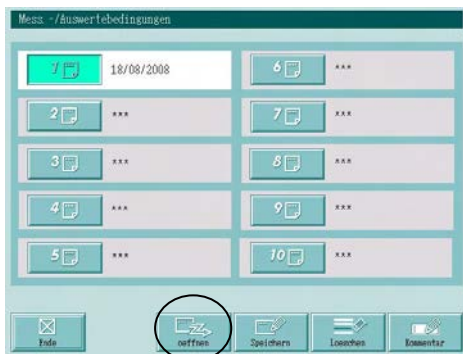 Mess.-/Auswertebedingungen
1 18/08/2008
2 ***
3 ***
4 ***
5 ***
6 ***
7 ***
8 ***
9 ***
10 ***
Ende
oeffnen
Speichern
Loeschen
Kommentar